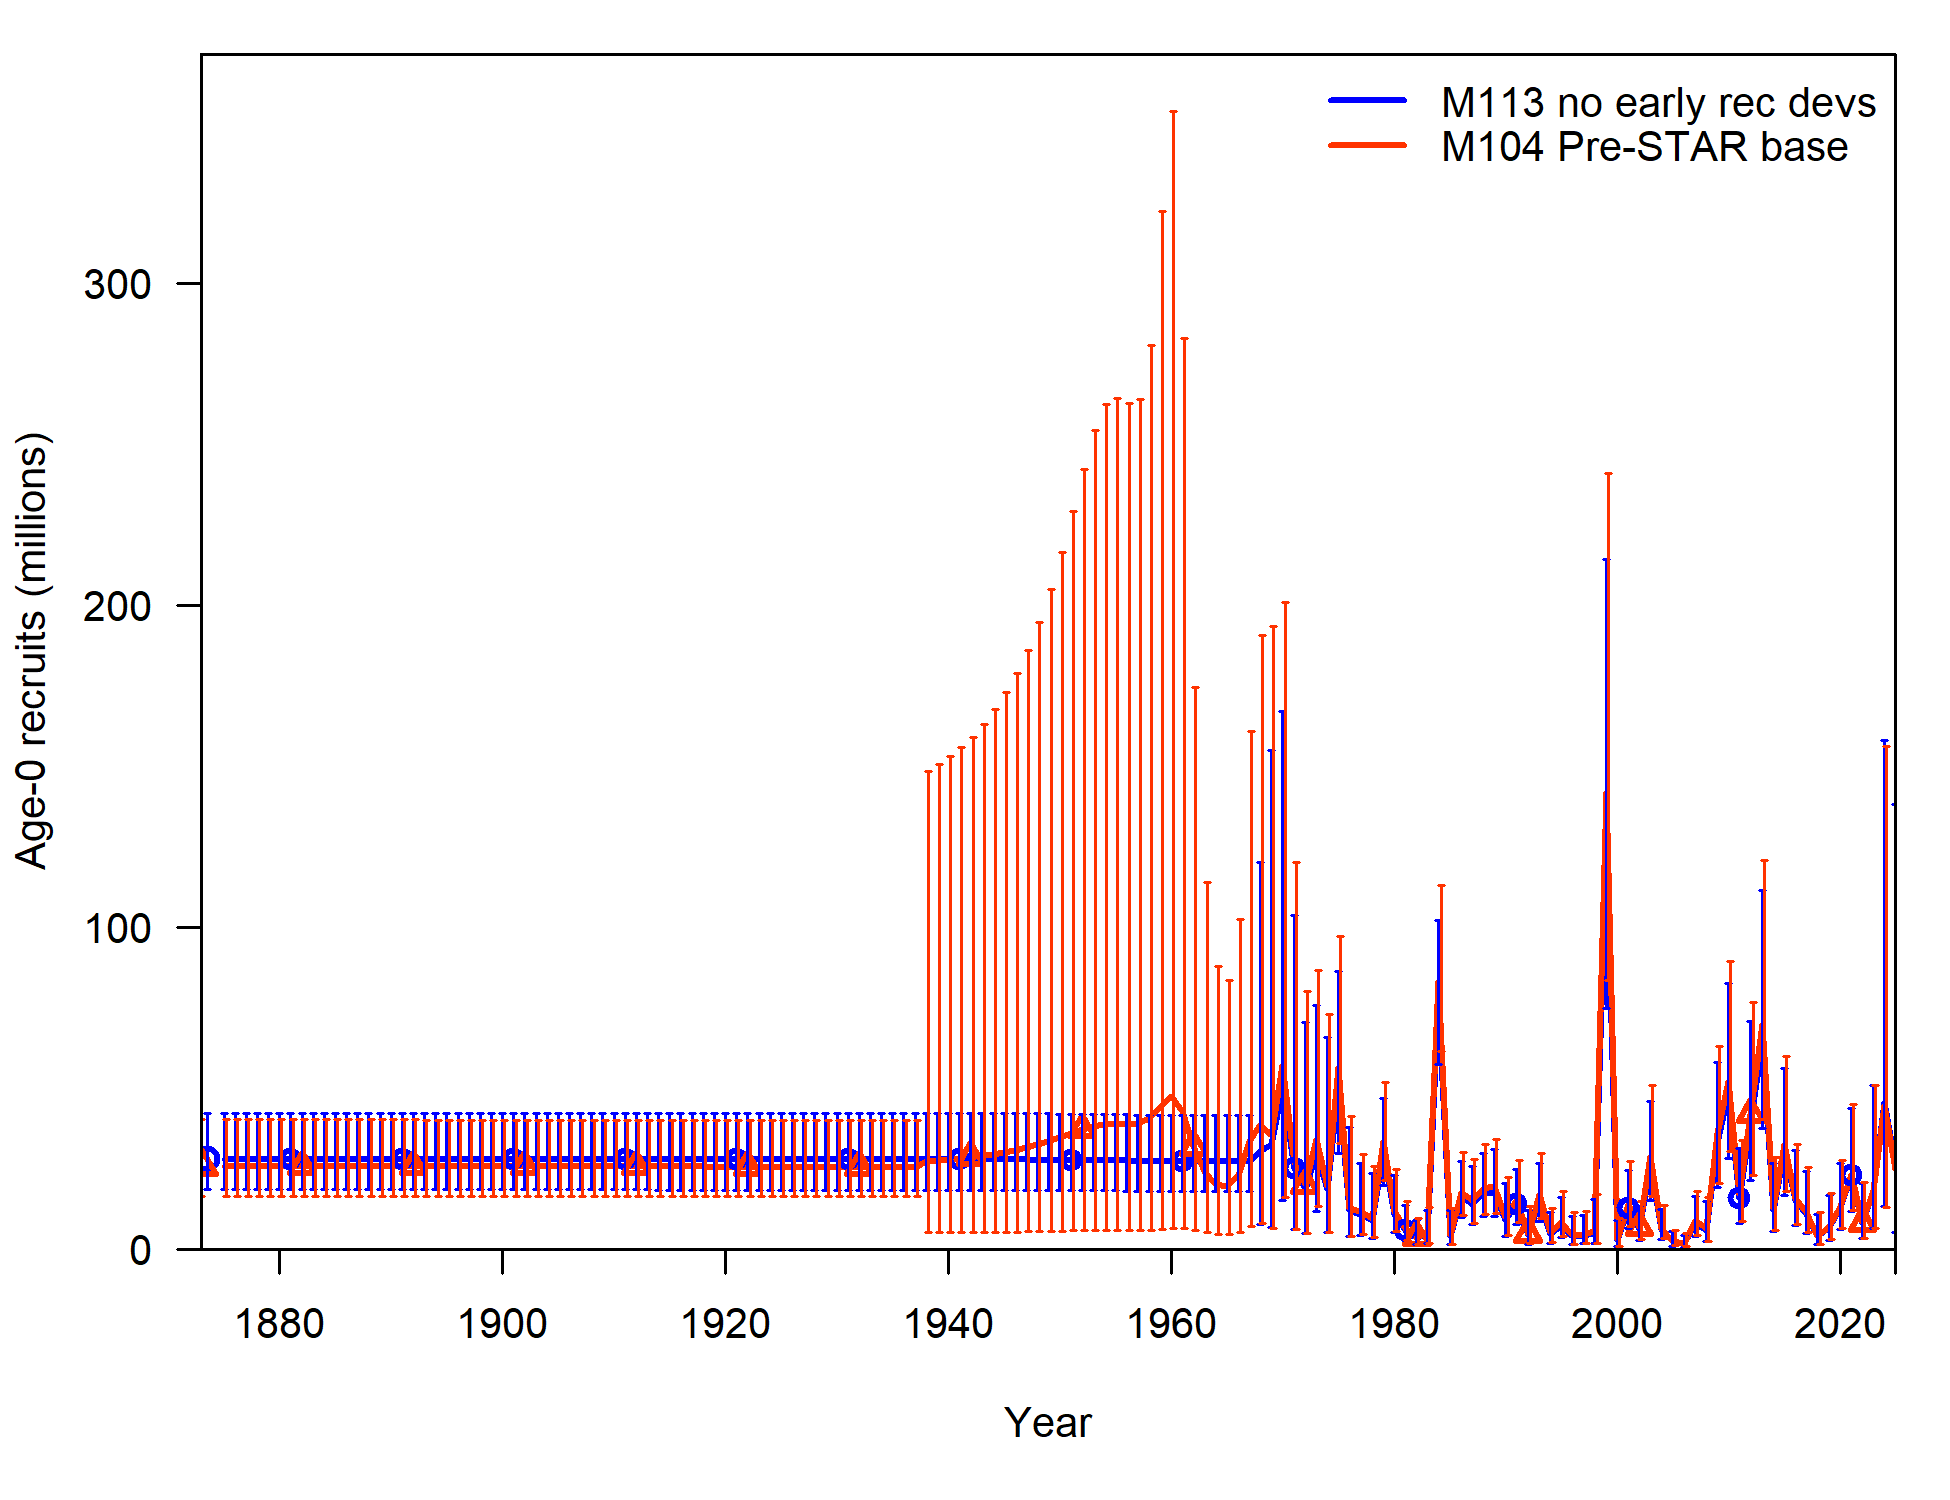 M113 no early rec devs
M104 Pre-STAR base
Age-0 recruits (millions)
300
200
100
0
1880 1900 1920 1940 1960 1980 2000 2020
Year